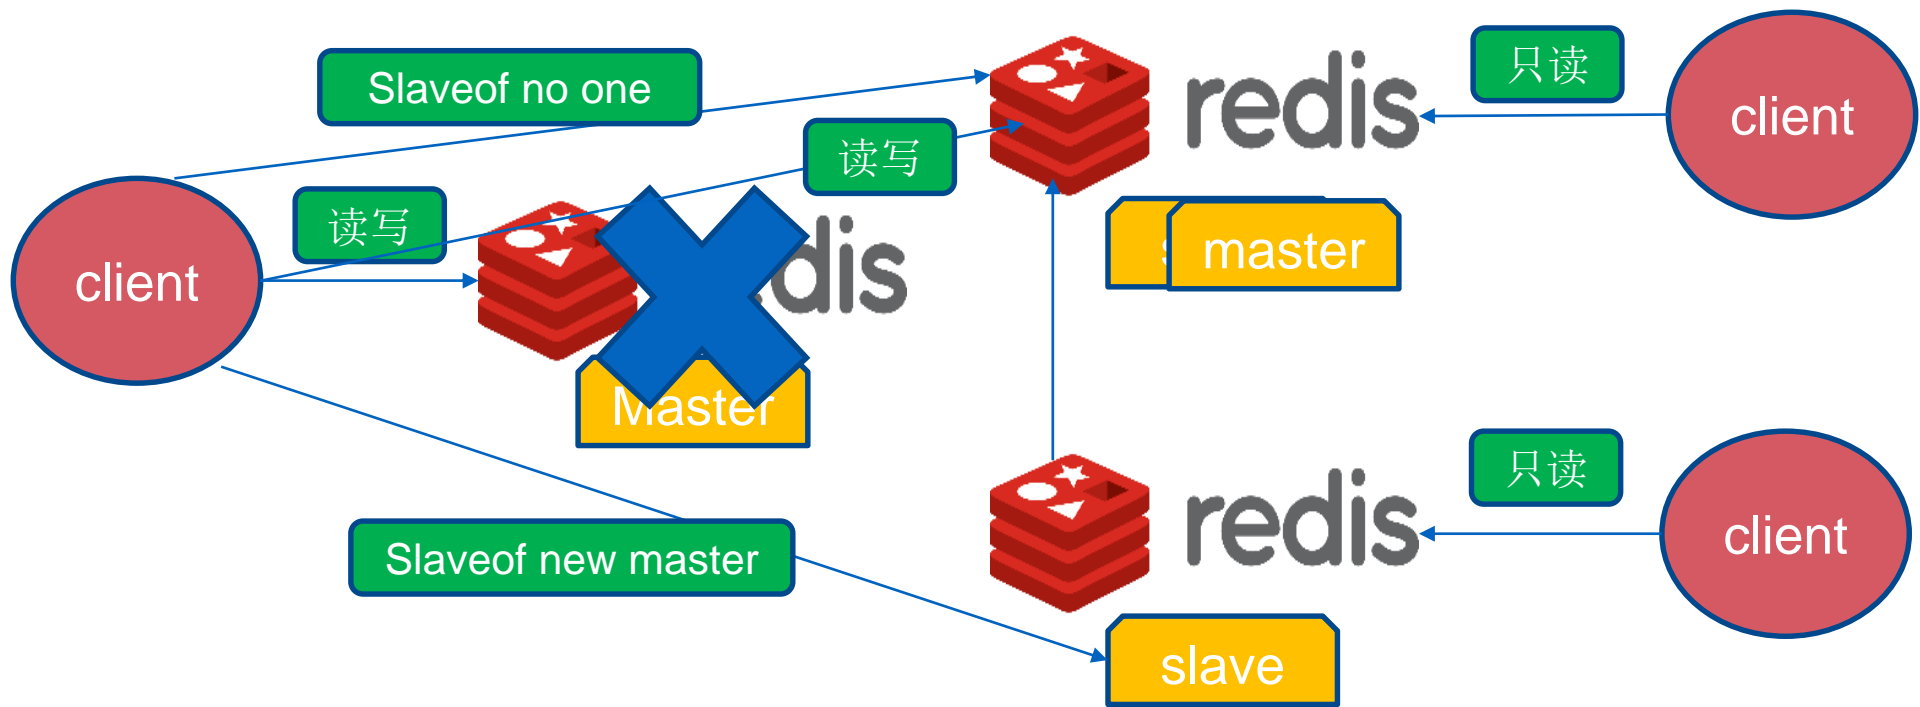 Slaveof no one
redis
只读
client
读写
读写
master
client
dis
Master
redis
只读
client
Slaveof new master
slave